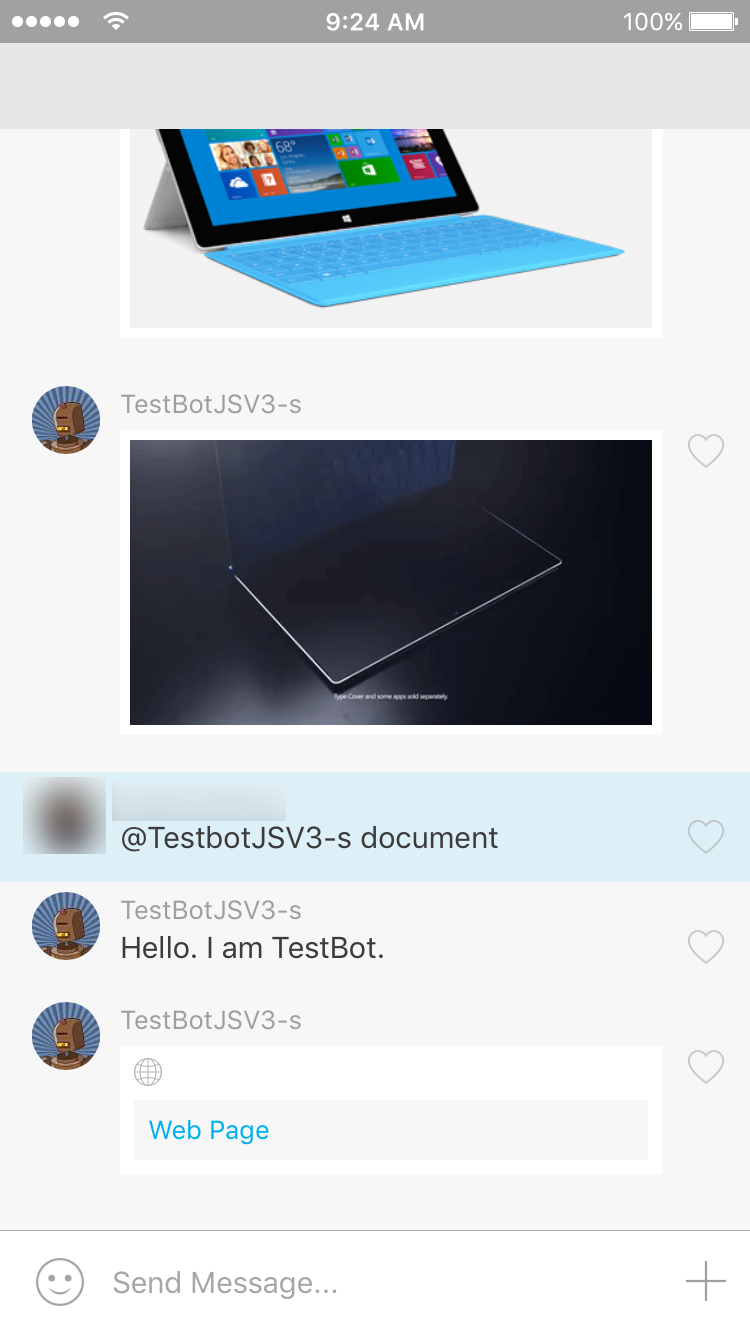 9:24 AM
100%
68°
TestBotJSV3-s
Type Cover and some apps sold separately.
@TestbotJSV3-s document
TestBotJSV3-s
Hello. I am TestBot.
TestBotJSV3-s
Web Page
Send Message...